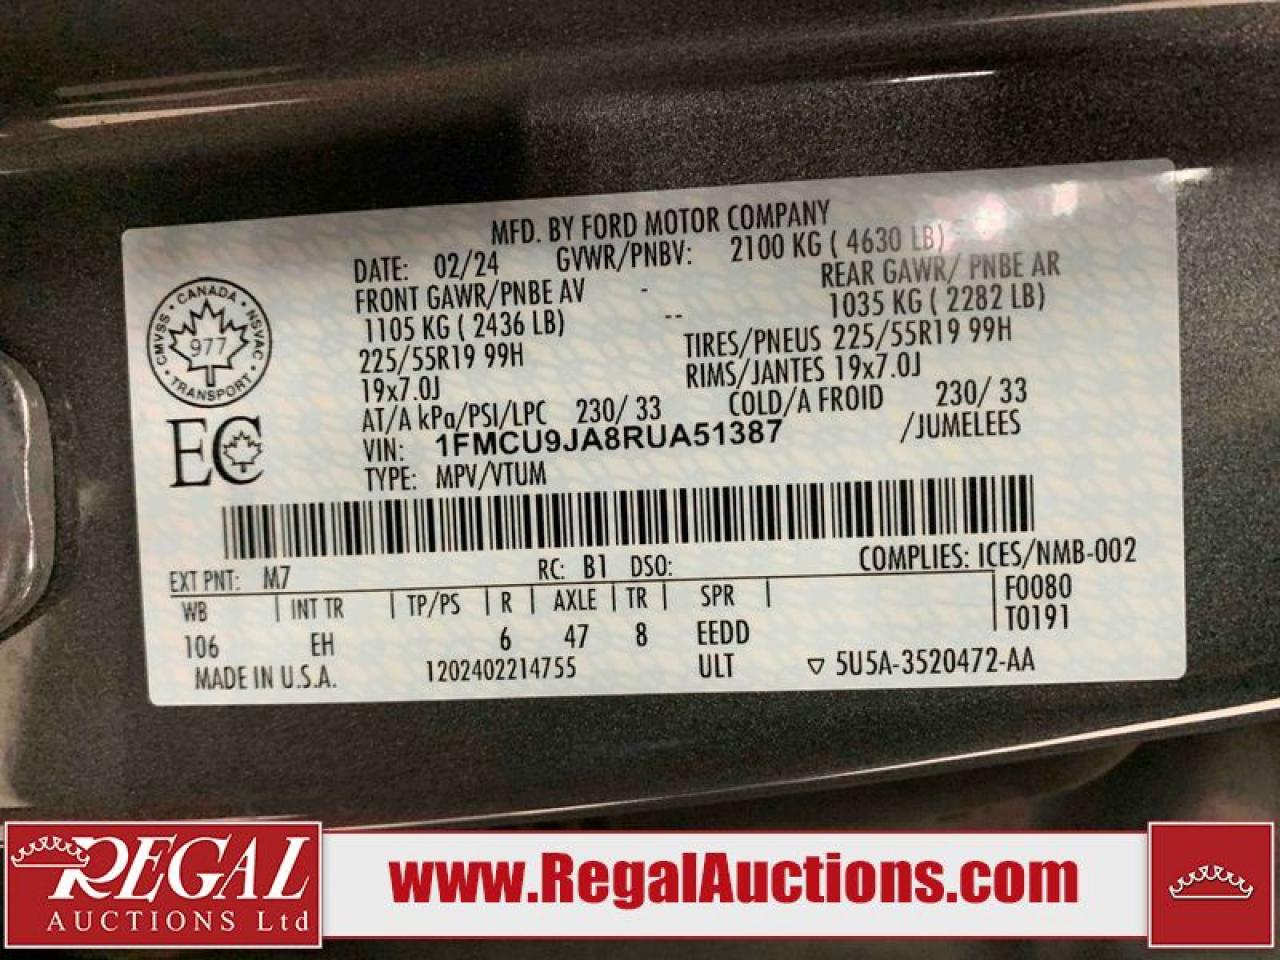 MFD. BY FORD MOTOR COMPANY
DATE: 02/24 GVWR/PNBV: 2100 KG ( 4630 LB)
FRONT GAWR/PNBE AV - REAR GAWR/ PNBE AR
1105 KG ( 2436 LB) -- 1035 KG ( 2282 LB)
225/55R19 99H TIRES/PNEUS 225/55R19 99H
19x7.0J RIMS/JANTES 19x7.0J
AT/A kPa/PSI/LPC 230/ 33 COLD/A FROID 230/ 33
VIN: 1FMCU9JA8RUA51387 /JUMELEES
TYPE: MPV/VTUM
CMVSS • CANADA • NSVAC • TRANSPORT •
977
EC
COMPLIES: ICES/NMB-002
EXT PNT: M7 RC: B1 DSO:
F0080
WB INT TR TP/PS R AXLE TR SPR
T0191
106 EH 6 47 8 EEDD
MADE IN U.S.A. 1202402214755 ULT ▽ 5U5A-3520472-AA
REGAL
AUCTIONS Ltd
www.RegalAuctions.com